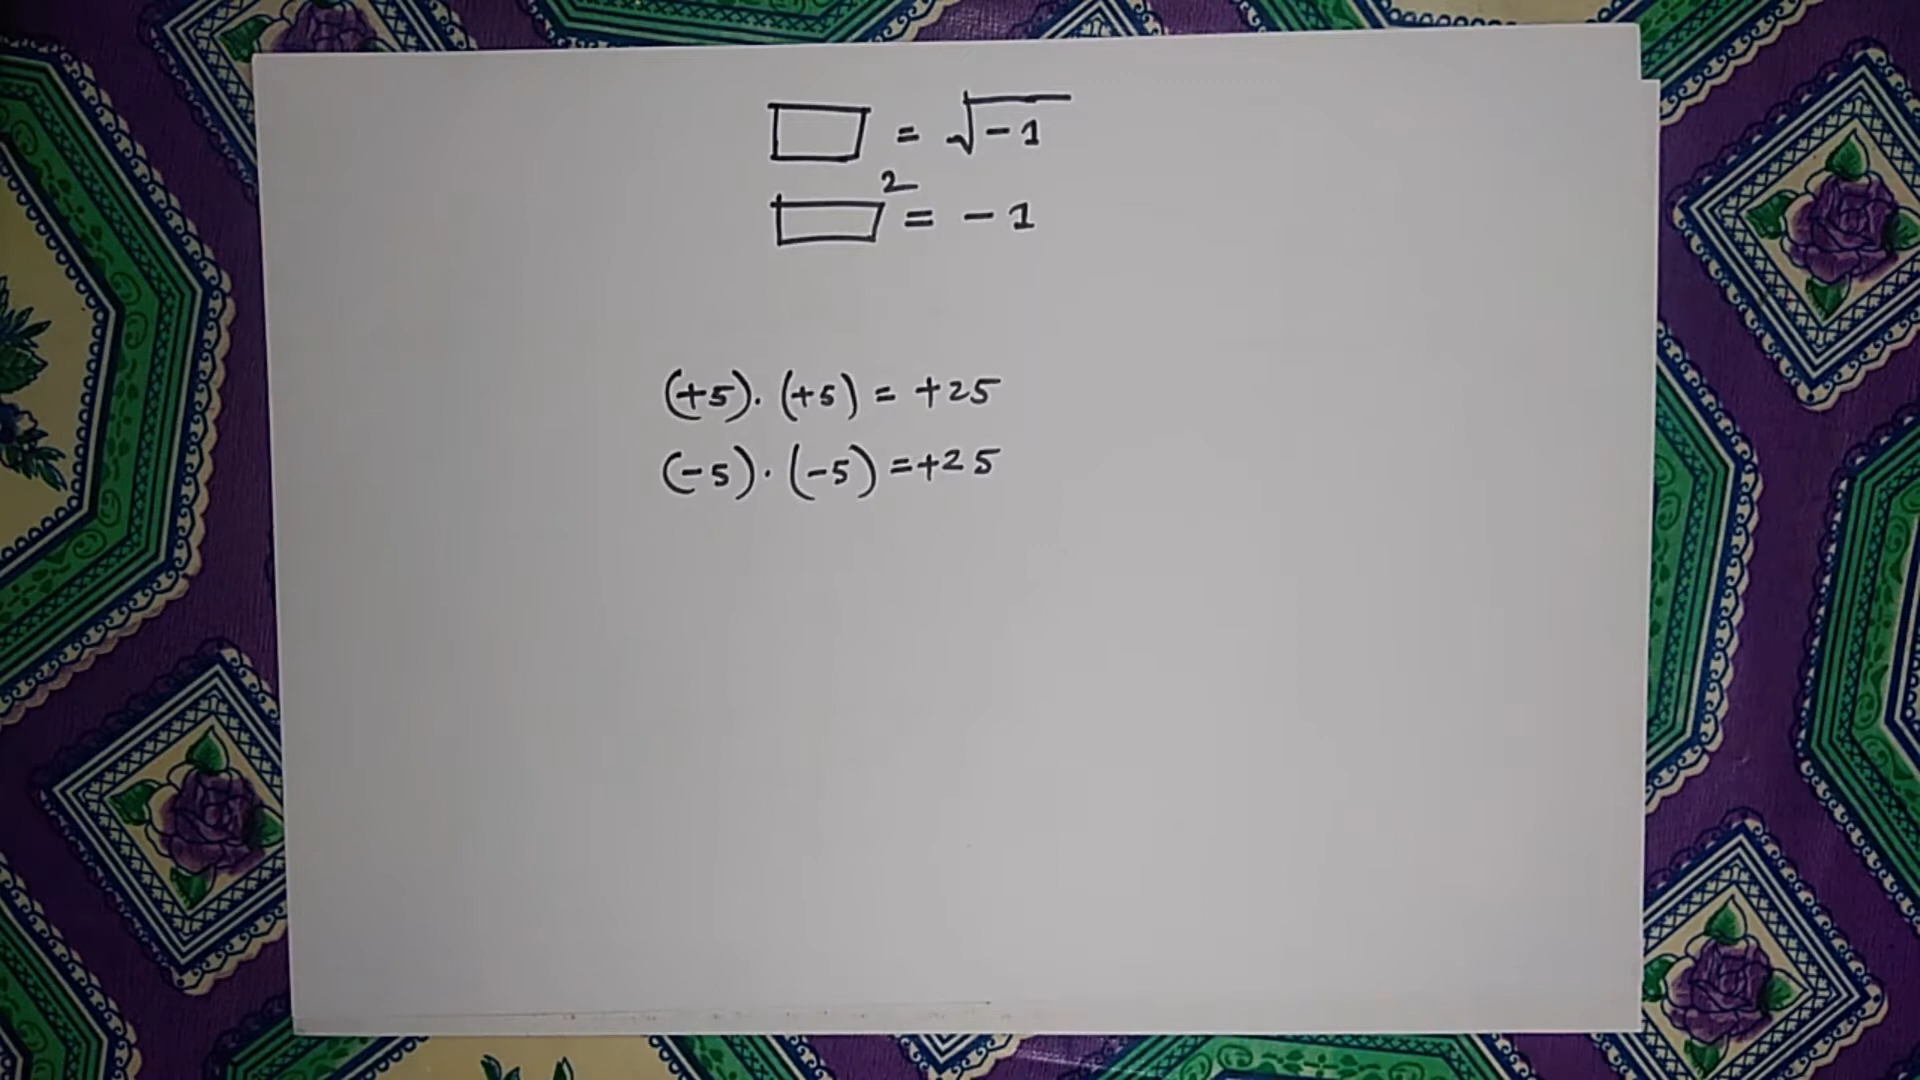 □ = √-1
□² = -1
(+5)·(+5) = +25
(-5)·(-5) = +25